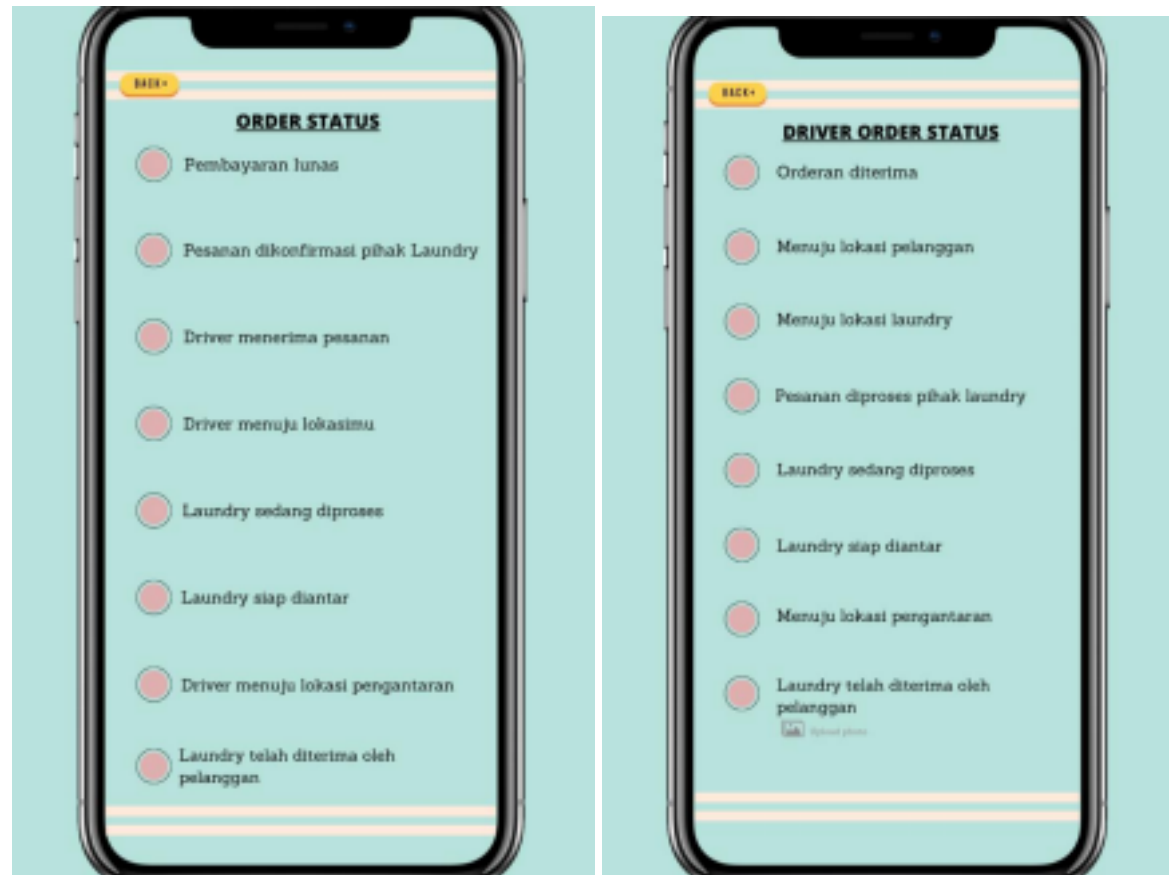 BACK
ORDER STATUS
Pembayaran lunas
Pesanan dikonfirmasi pihak Laundry
Driver menerima pesanan
Driver menuju lokasimu
Laundry sedang diproses
Laundry siap diantar
Driver menuju lokasi pengantaran
Laundry telah diterima oleh
pelanggan
BACK
DRIVER ORDER STATUS
Orderan diterima
Menuju lokasi pelanggan
Menuju lokasi laundry
Pesanan diproses pihak laundry
Laundry sedang diproses
Laundry siap diantar
Menuju lokasi pengantaran
Laundry telah diterima oleh
pelanggan
Upload photo